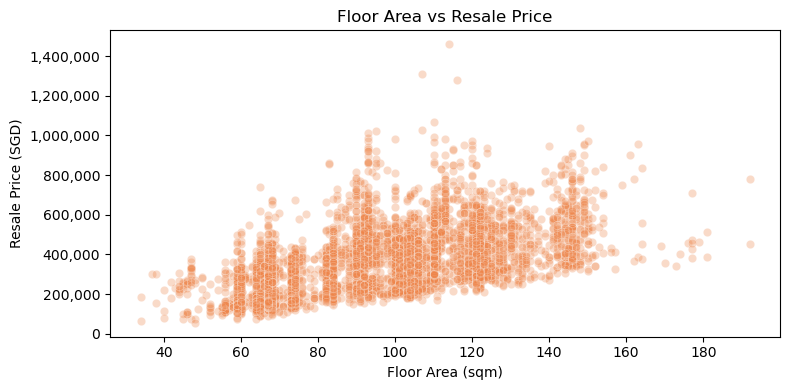 Floor Area vs Resale Price
Resale Price (SGD)
1,400,000
1,200,000
1,000,000
800,000
600,000
400,000
200,000
0
40 60 80 100 120 140 160 180
Floor Area (sqm)